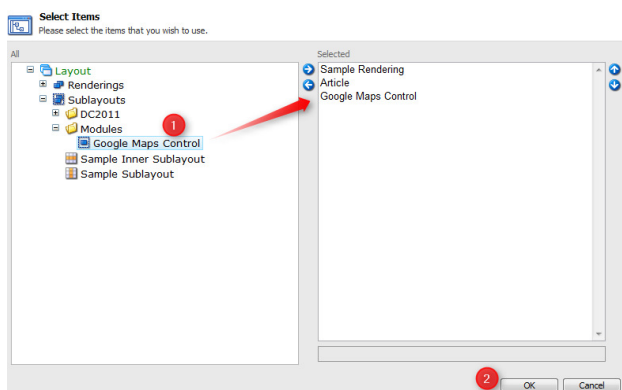 Select Items
Please select the items that you wish to use.
All
Layout
Renderings
Sublayouts
DC2011
Modules
1
Google Maps Control
Sample Inner Sublayout
Sample Sublayout
Selected
Sample Rendering
Article
Google Maps Control
2
OK
Cancel